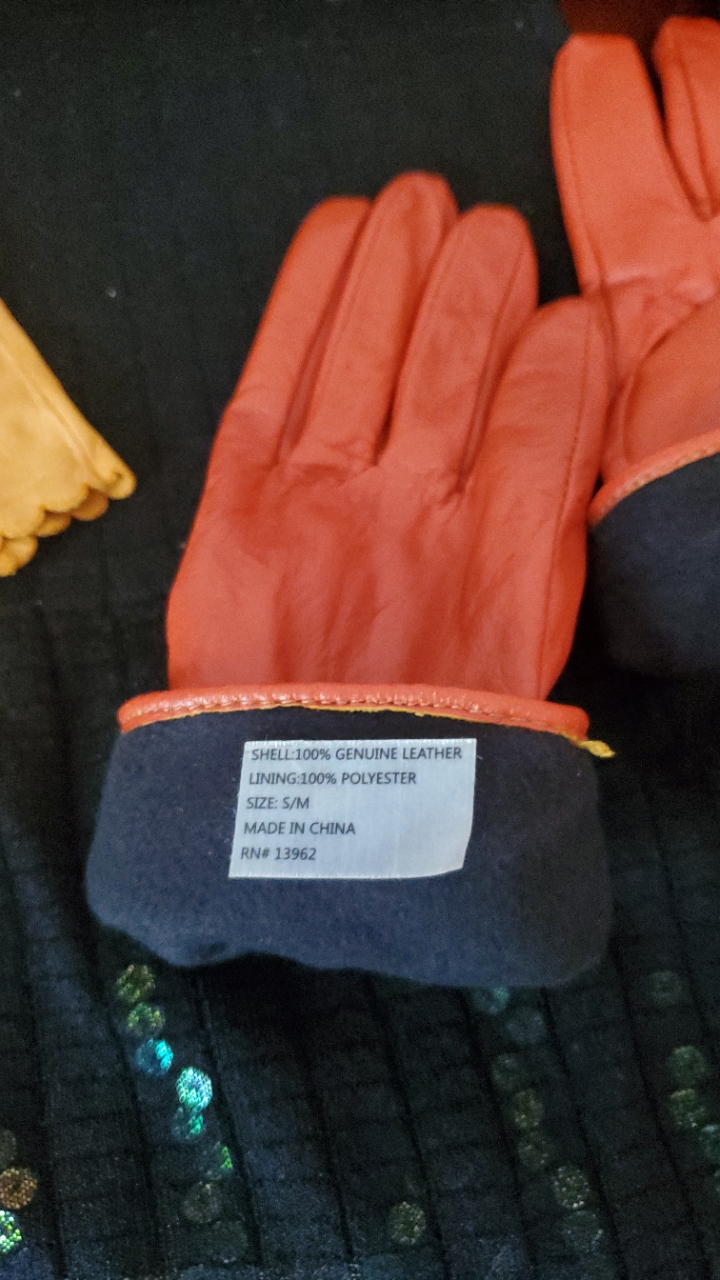 SHELL:100% GENUINE LEATHER
LINING:100% POLYESTER
SIZE: S/M
MADE IN CHINA
RN# 13962